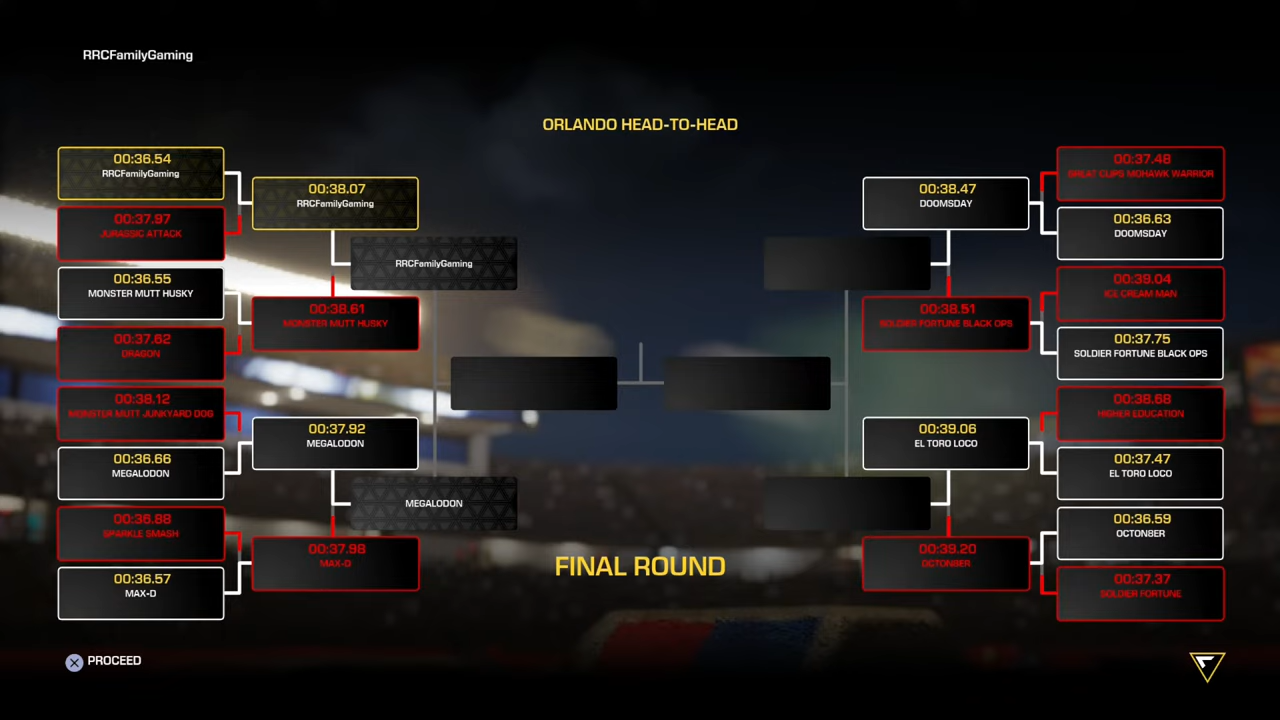 RRCFamilyGaming
ORLANDO HEAD-TO-HEAD
00:36.54
RRCFamilyGaming
00:37.97
JURASSIC ATTACK
00:36.55
MONSTER MUTT HUSKY
00:37.62
DRAGON
00:38.12
MONSTER MUTT JUNKYARD DOG
00:36.66
MEGALODON
00:36.88
SPARKLE SMASH
00:36.57
MAX-D
00:38.07
RRCFamilyGaming
00:38.61
MONSTER MUTT HUSKY
00:37.92
MEGALODON
00:37.98
MAX-D
RRCFamilyGaming
MEGALODON
00:38.47
DOOMSDAY
00:38.51
SOLDIER FORTUNE BLACK OPS
00:39.06
EL TORO LOCO
00:39.20
OCTON8ER
00:37.48
GREAT CLIPS MOHAWK WARRIOR
00:36.63
DOOMSDAY
00:39.04
ICE CREAM MAN
00:37.75
SOLDIER FORTUNE BLACK OPS
00:38.68
HIGHER EDUCATION
00:37.47
EL TORO LOCO
00:36.59
OCTON8ER
00:37.37
SOLDIER FORTUNE
FINAL ROUND
PROCEED